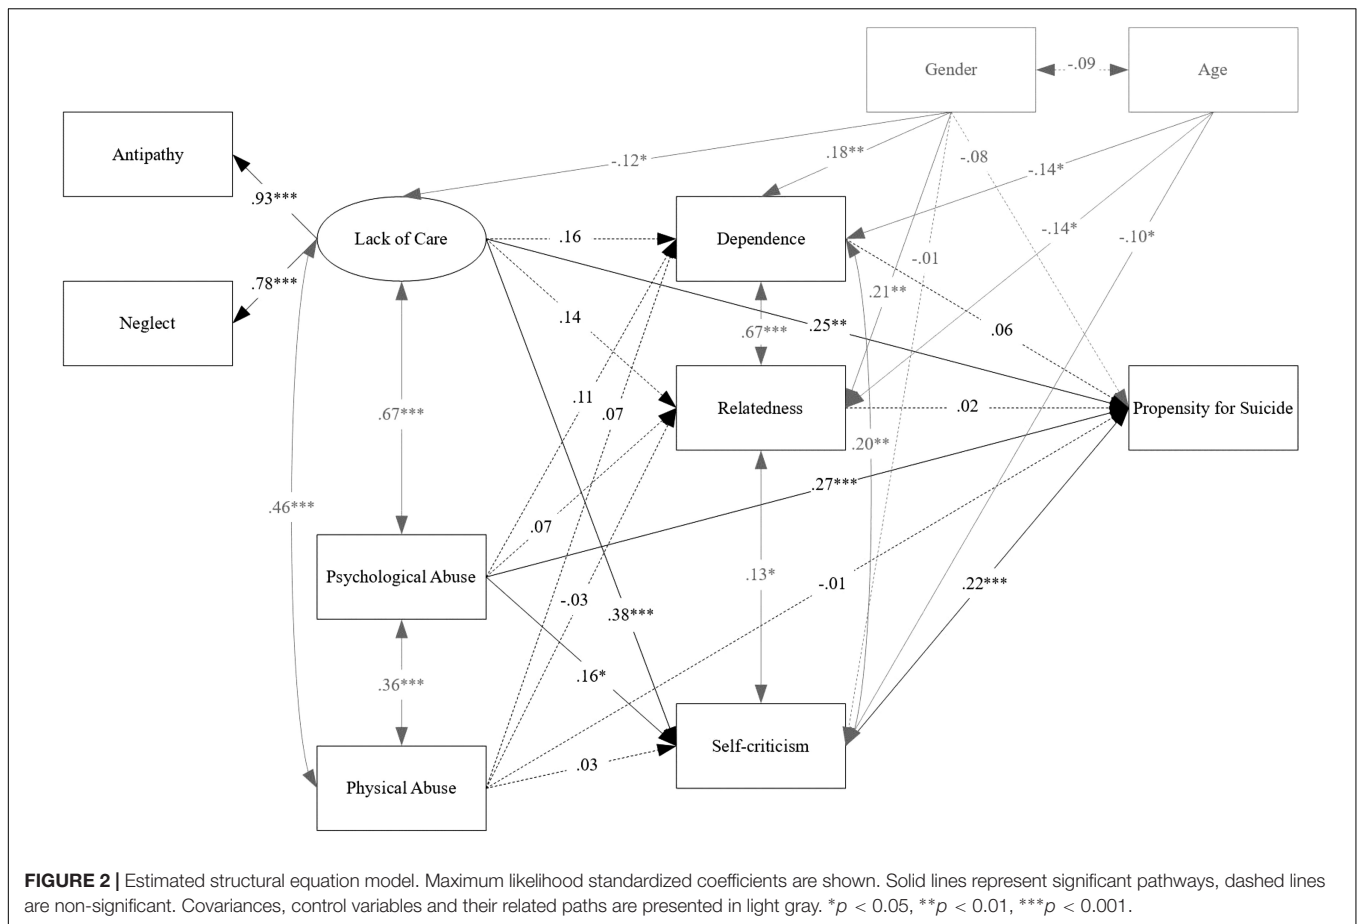 Gender
-.09
Age
Antipathy
-.12*
.18**
-.08
-.14*
.93***
Lack of Care
.16
Dependence
-.14*
-.10*
-.01
.78***
.21**
Neglect
.14
.67***
.25**
.06
.11
.07
Relatedness
.02
Propensity for Suicide
.67***
.20**
.27***
.46***
.07
Psychological Abuse
.13*
-.01
.22***
-.03
.38***
.16*
.36***
Self-criticism
.03
Physical Abuse
FIGURE 2 | Estimated structural equation model. Maximum likelihood standardized coefficients are shown. Solid lines represent significant pathways, dashed lines
are non-significant. Covariances, control variables and their related paths are presented in light gray. *p < 0.05, **p < 0.01, ***p < 0.001.